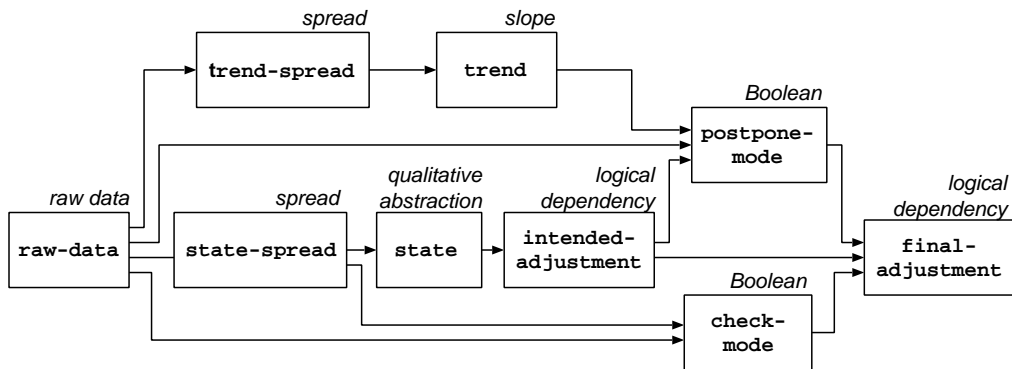 spread
slope
trend-spread
trend
Boolean
postpone-
mode
raw data
spread
qualitative
abstraction
logical
dependency
logical
dependency
raw-data
state-spread
state
intended-
adjustment
final-
adjustment
Boolean
check-
mode